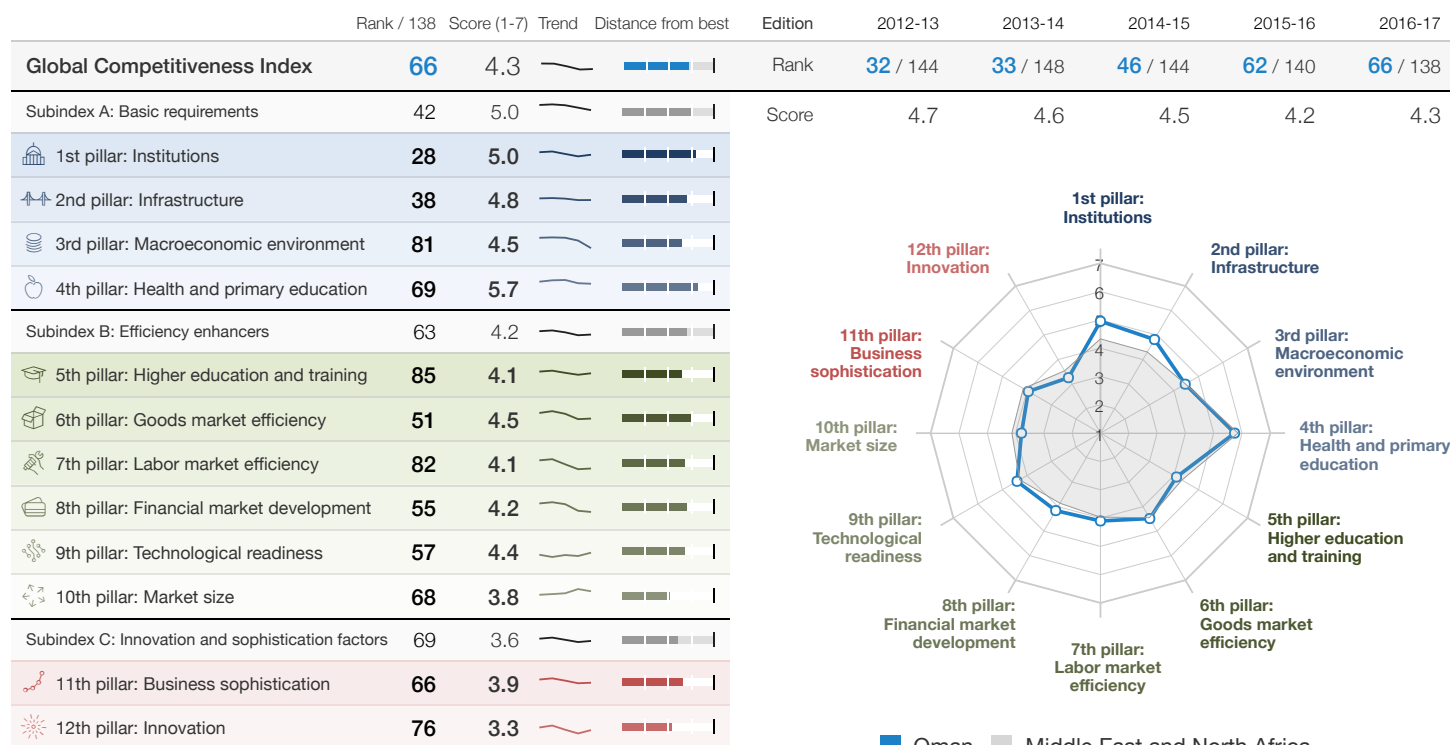 Rank / 138 Score (1-7) Trend Distance from best
Global Competitiveness Index 66 4.3
Subindex A: Basic requirements 42 5.0
1st pillar: Institutions 28 5.0
2nd pillar: Infrastructure 38 4.8
3rd pillar: Macroeconomic environment 81 4.5
4th pillar: Health and primary education 69 5.7
Subindex B: Efficiency enhancers 63 4.2
5th pillar: Higher education and training 85 4.1
6th pillar: Goods market efficiency 51 4.5
7th pillar: Labor market efficiency 82 4.1
8th pillar: Financial market development 55 4.2
9th pillar: Technological readiness 57 4.4
10th pillar: Market size 68 3.8
Subindex C: Innovation and sophistication factors 69 3.6
11th pillar: Business sophistication 66 3.9
12th pillar: Innovation 76 3.3
Edition 2012-13 2013-14 2014-15 2015-16 2016-17
Rank 32 / 144 33 / 148 46 / 144 62 / 140 66 / 138
Score 4.7 4.6 4.5 4.2 4.3
1st pillar:
Institutions
2nd pillar:
Infrastructure
3rd pillar:
Macroeconomic
environment
4th pillar:
Health and primary
education
5th pillar:
Higher education
and training
6th pillar:
Goods market
efficiency
7th pillar:
Labor market
efficiency
8th pillar:
Financial market
development
9th pillar:
Technological
readiness
10th pillar:
Market size
11th pillar:
Business
sophistication
12th pillar:
Innovation
7
6
4
3
2
1
Oman Middle East and North Africa